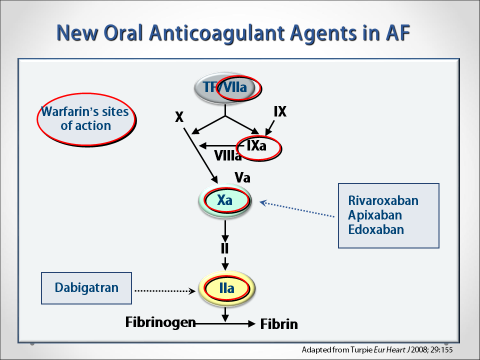 New Oral Anticoagulant Agents in AF
TF/VIIa
Warfarin's sites
of action
X
IX
IXa
VIIIa
Va
Xa
Rivaroxaban
Apixaban
Edoxaban
II
Dabigatran
IIa
Fibrinogen
Fibrin
Adapted from Turpie Eur Heart J 2008; 29:155